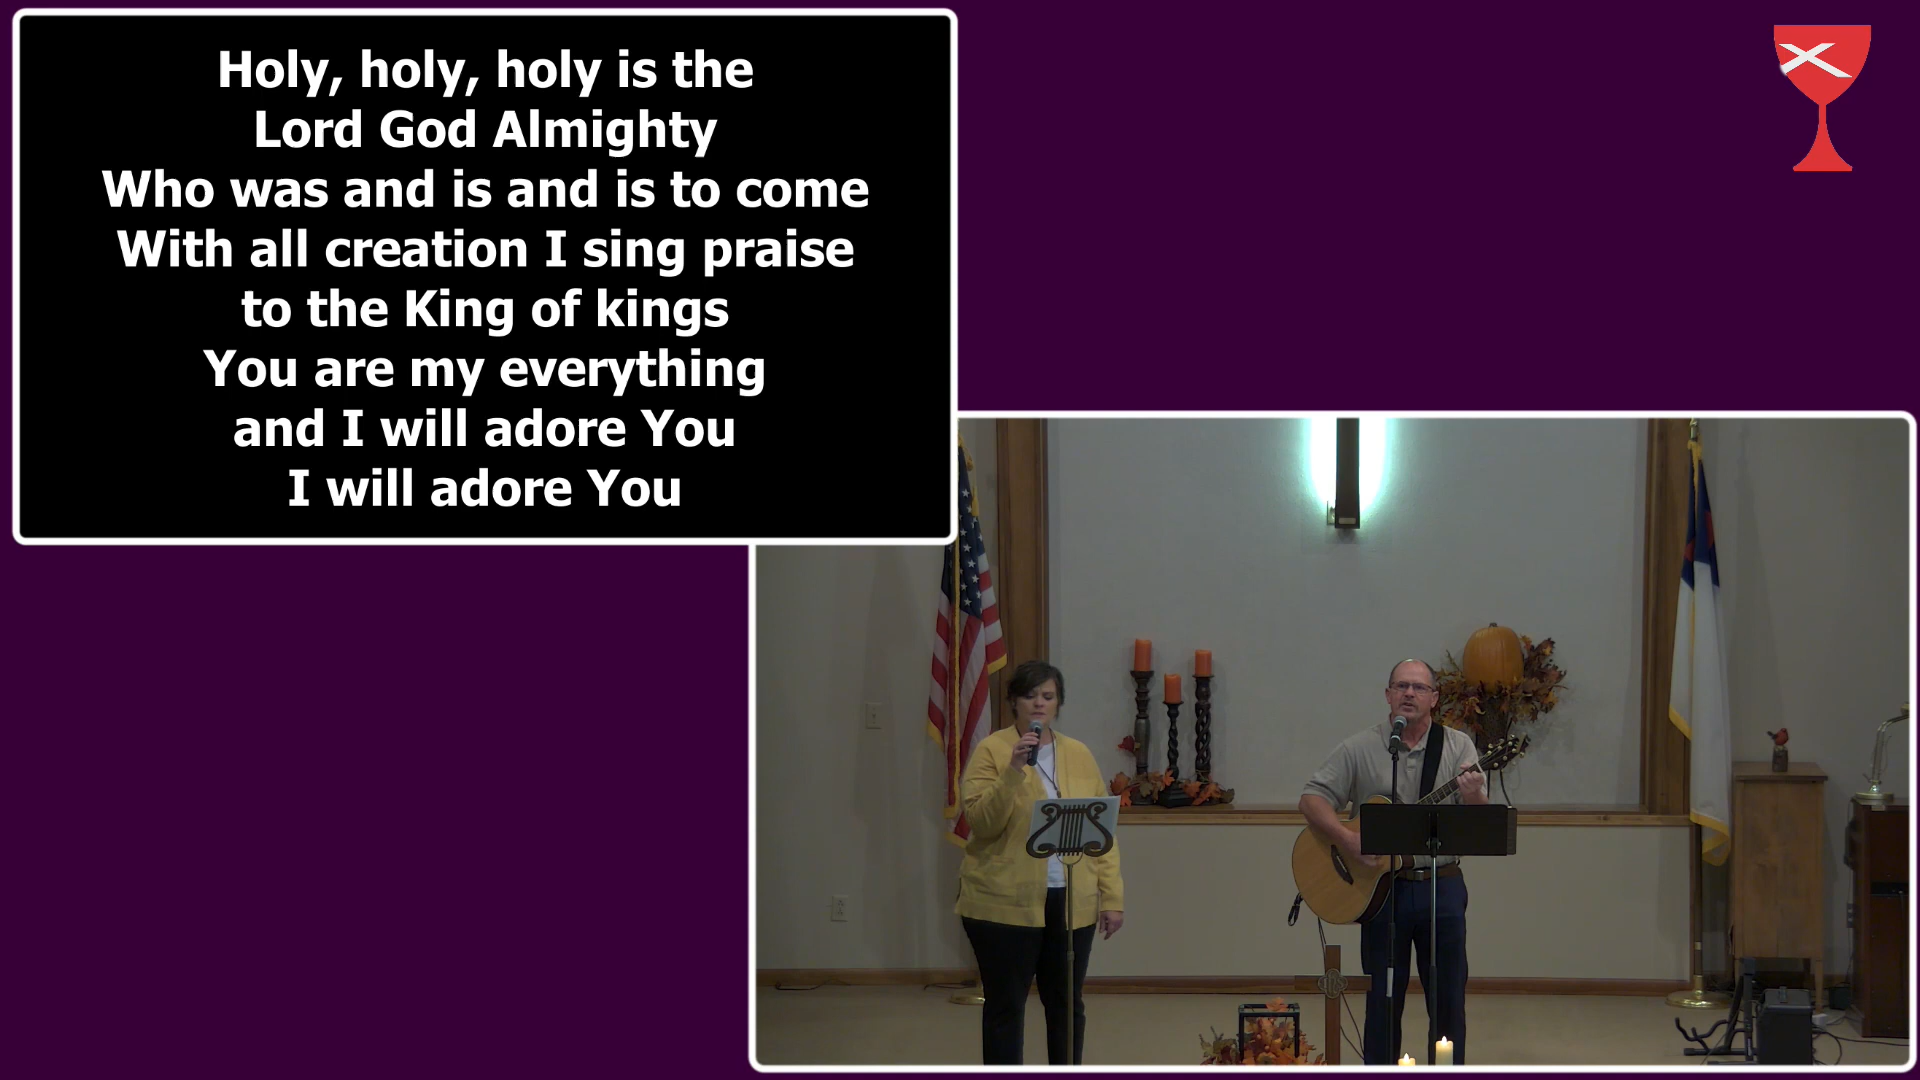 Holy, holy, holy is the
Lord God Almighty
Who was and is and is to come
With all creation I sing praise
to the King of kings
You are my everything
and I will adore You
I will adore You